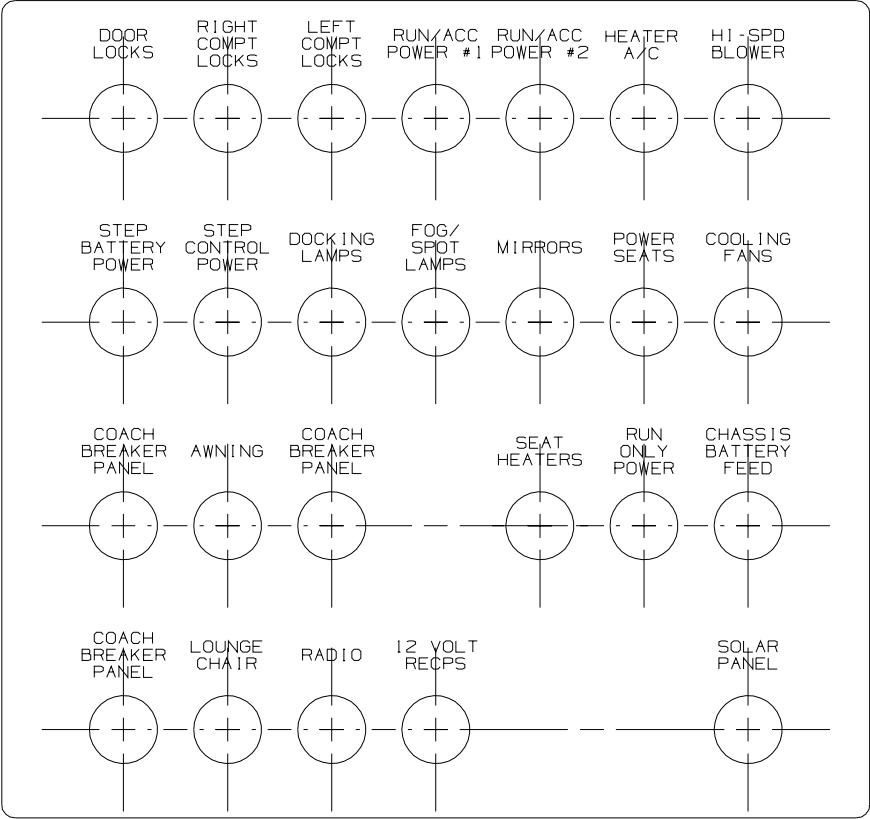 DOOR
LOCKS
RIGHT
COMPT
LOCKS
LEFT
COMPT
LOCKS
RUN/ACC
POWER #1
RUN/ACC
POWER #2
HEATER
A/C
HI-SPD
BLOWER
STEP
BATTERY
POWER
STEP
CONTROL
POWER
DOCKING
LAMPS
FOG/
SPOT
LAMPS
MIRRORS
POWER
SEATS
COOLING
FANS
COACH
BREAKER
PANEL
AWNING
COACH
BREAKER
PANEL
SEAT
HEATERS
RUN
ONLY
POWER
CHASSIS
BATTERY
FEED
COACH
BREAKER
PANEL
LOUNGE
CHAIR
RADIO
12 VOLT
RECPS
SOLAR
PANEL